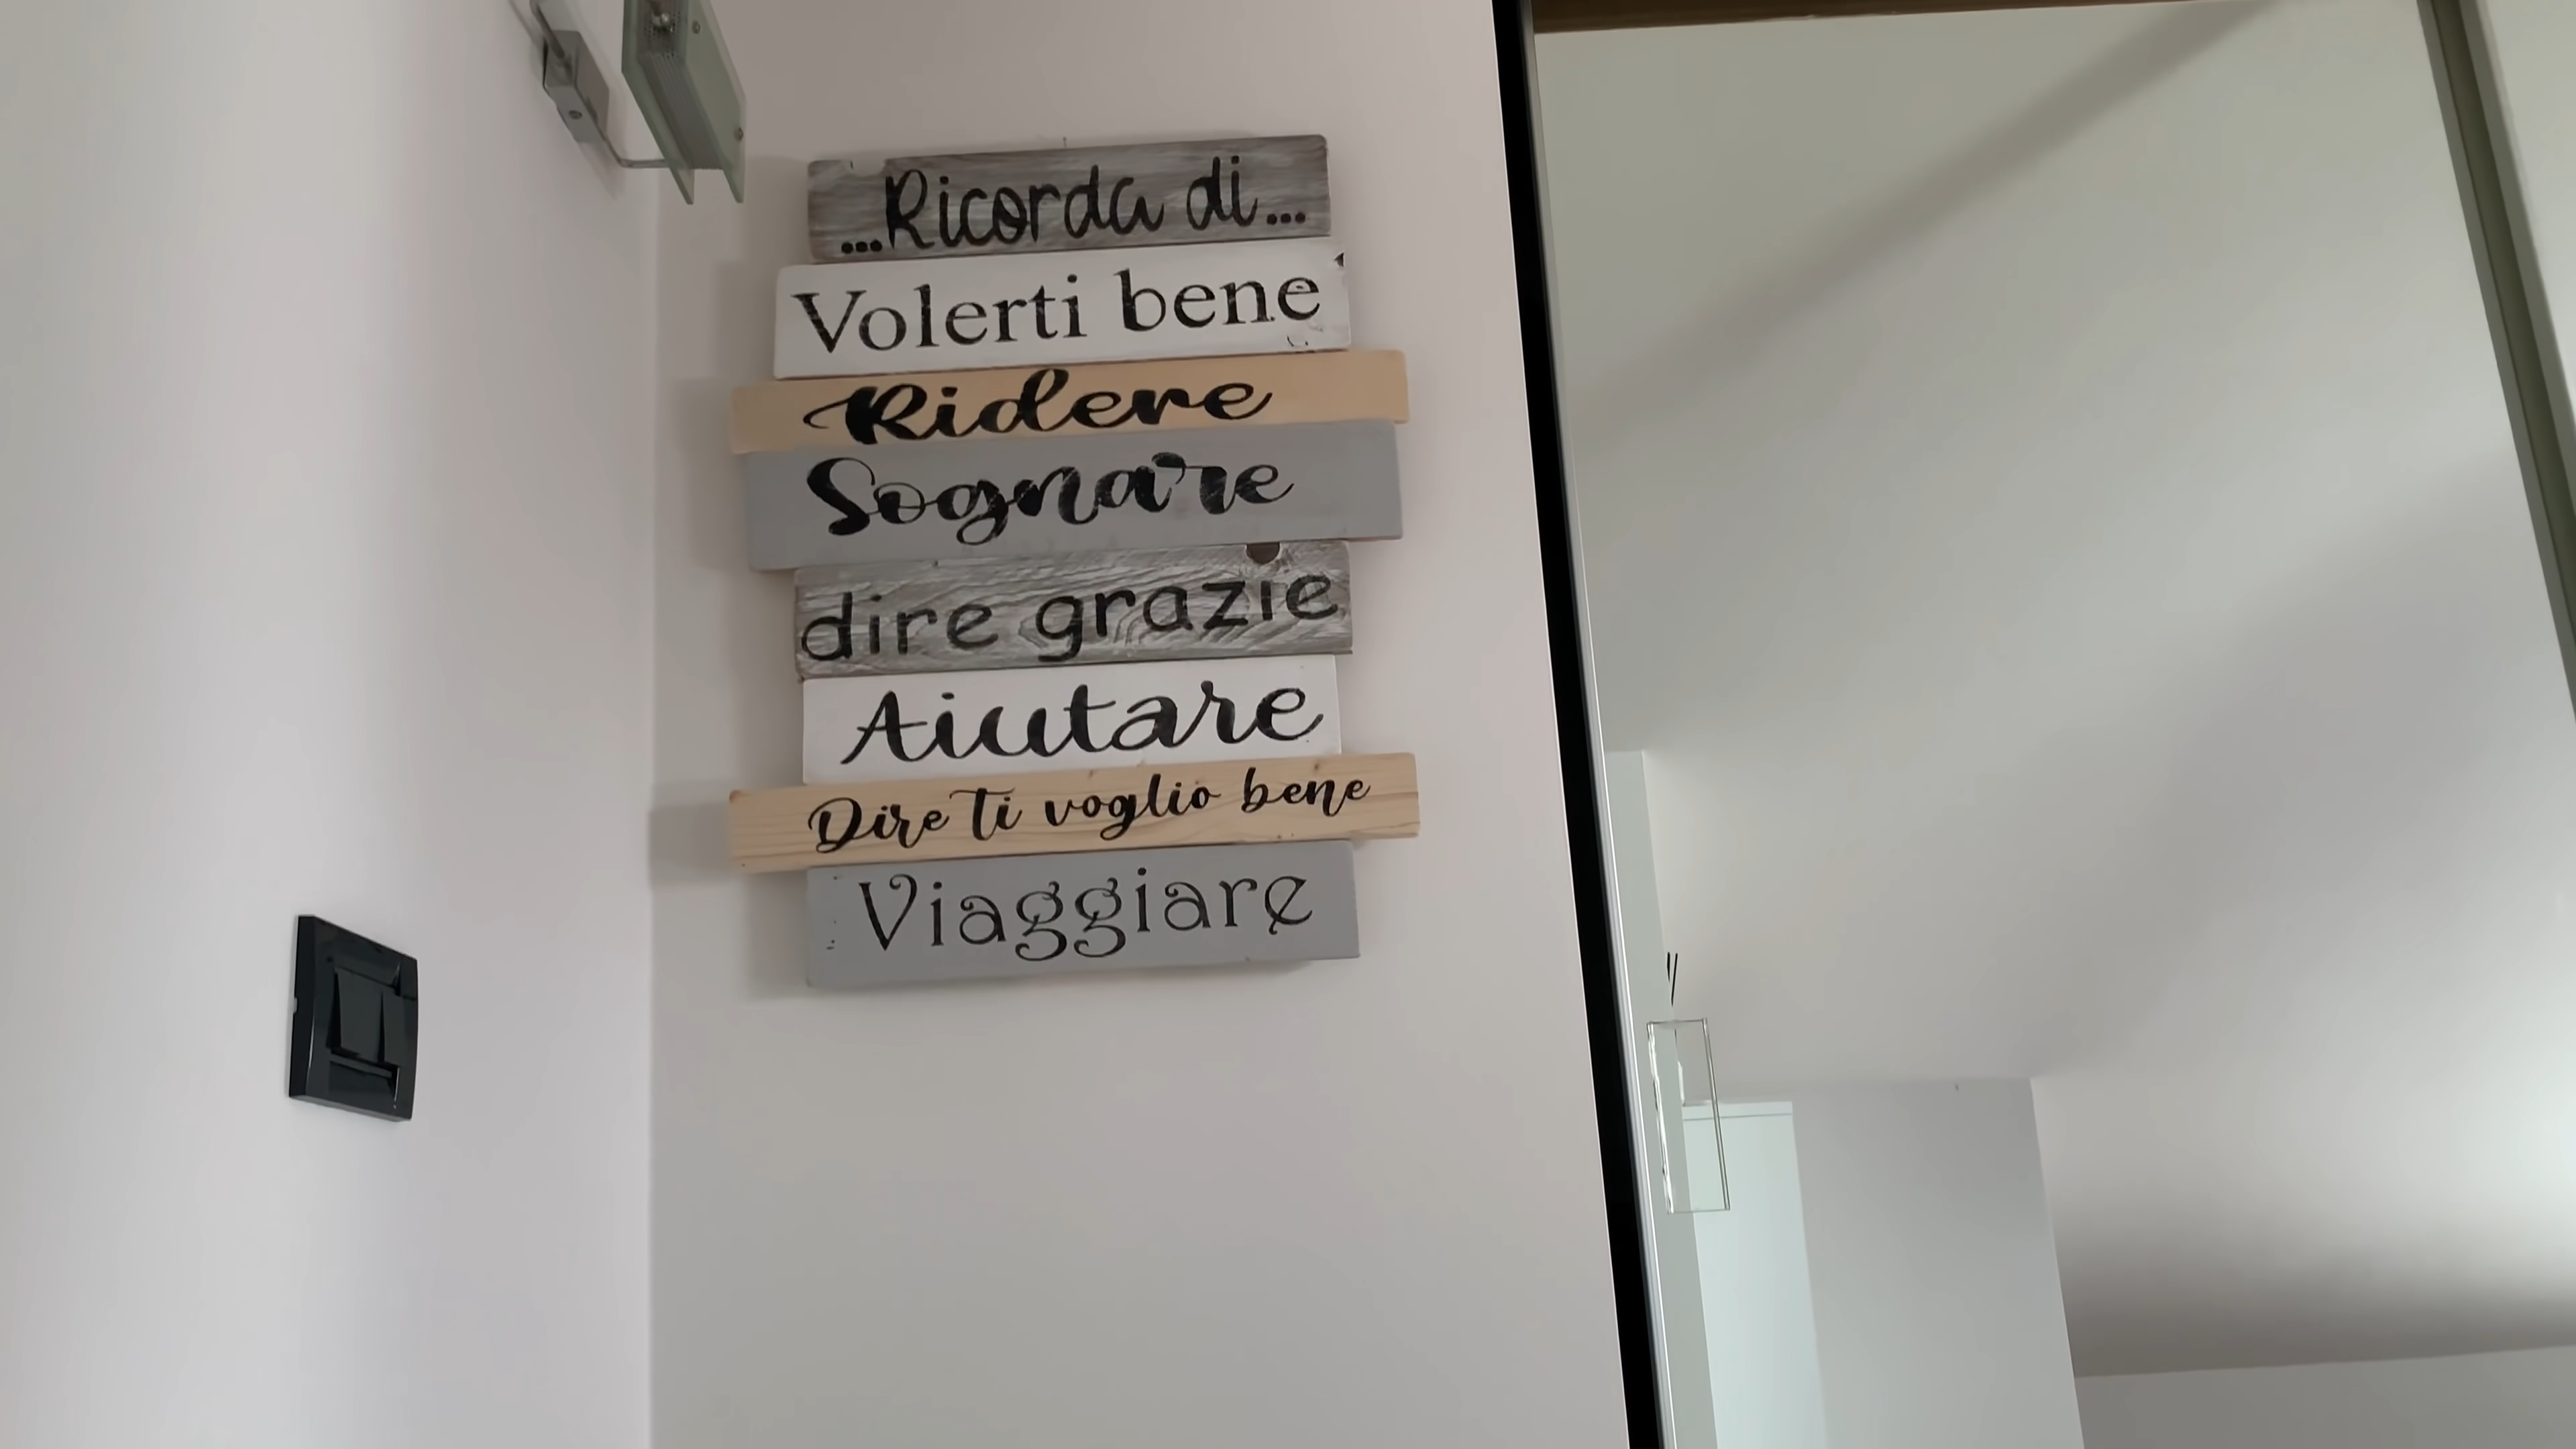 ...Ricorda di...
Volerti bene
Ridere
Sognare
dire grazie
Aiutare
Dire ti voglio bene
Viaggiare